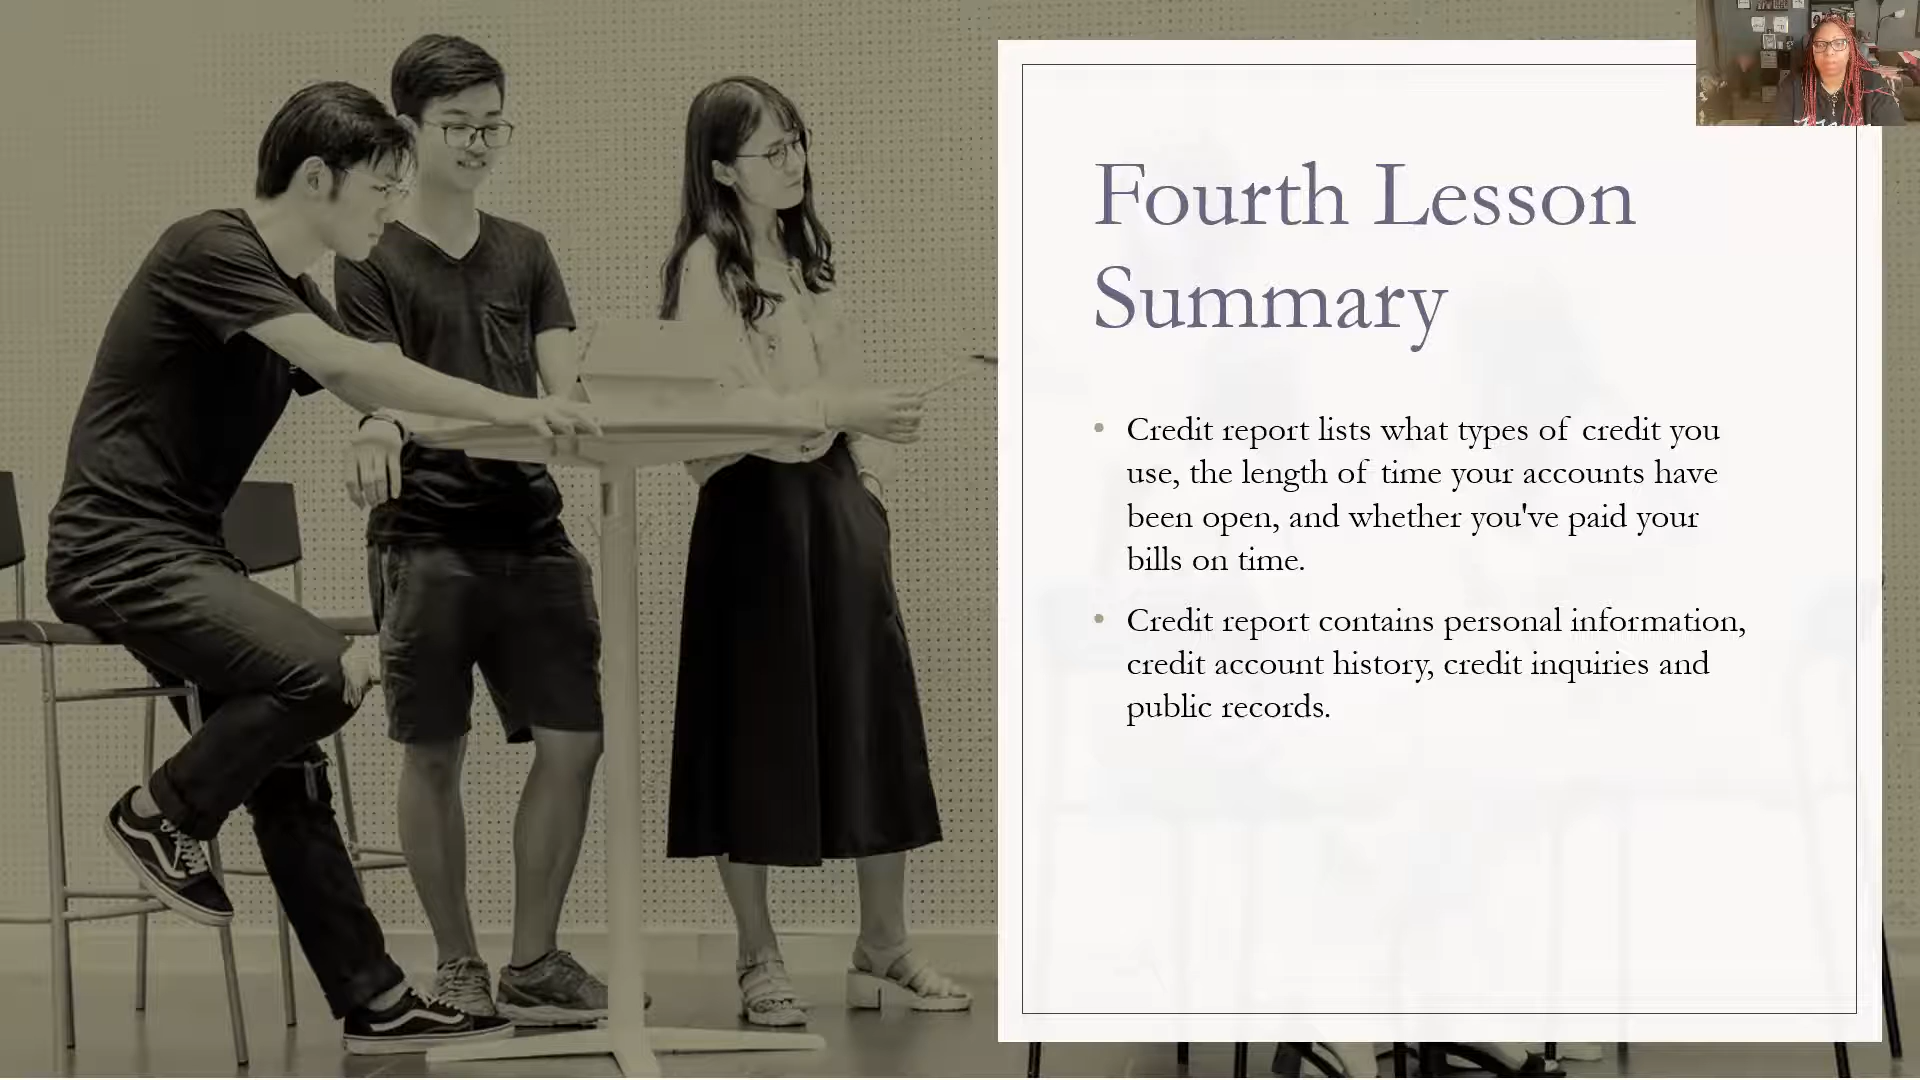 Fourth Lesson
Summary
• Credit report lists what types of credit you
use, the length of time your accounts have
been open, and whether you've paid your
bills on time.
• Credit report contains personal information,
credit account history, credit inquiries and
public records.